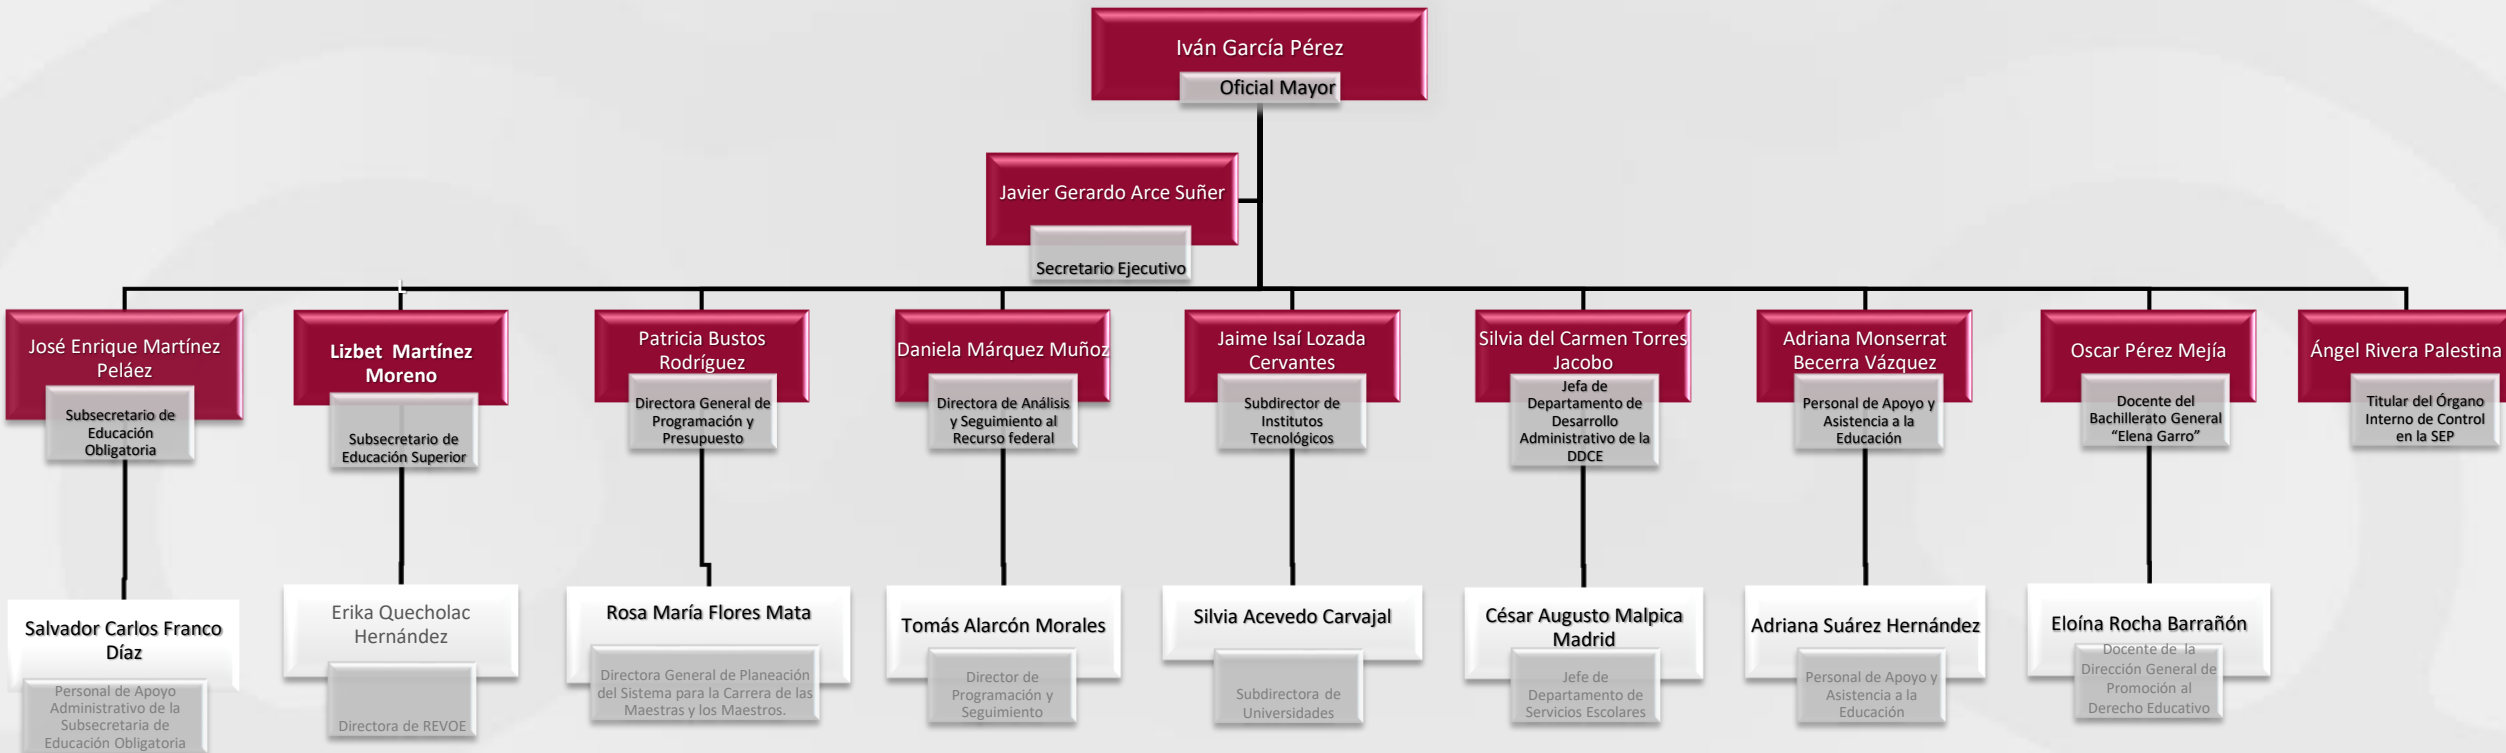 Iván García Pérez
Oficial Mayor
Javier Gerardo Arce Suñer
Secretario Ejecutivo
José Enrique Martínez
Peláez
Subsecretario de
Educación
Obligatoria
Lizbet  Martínez
Moreno
Subsecretario de
Educación Superior
Patricia Bustos
Rodríguez
Directora General de
Programación y
Presupuesto
Daniela Márquez Muñoz
Directora de Análisis
y Seguimiento al
Recurso federal
Jaime Isaí Lozada
Cervantes
Subdirector de
Institutos
Tecnológicos
Silvia del Carmen Torres
Jacobo
Jefa de
Departamento de
Desarrollo
Administrativo de la
DDCE
Adriana Monserrat
Becerra Vázquez
Personal de Apoyo y
Asistencia a la
Educación
Oscar Pérez Mejía
Docente del
Bachillerato General
“Elena Garro”
Ángel Rivera Palestina
Titular del Órgano
Interno de Control
en la SEP
Salvador Carlos Franco
Díaz
Personal de Apoyo
Administrativo de la
Subsecretaria de
Educación Obligatoria
Erika Quecholac
Hernández
Directora de REVOE
Rosa María Flores Mata
Directora General de Planeación
del Sistema para la Carrera de las
Maestras y los Maestros.
Tomás Alarcón Morales
Director de
Programación y
Seguimiento
Silvia Acevedo Carvajal
Subdirectora de
Universidades
César Augusto Malpica
Madrid
Jefe de
Departamento de
Servicios Escolares
Adriana Suárez Hernández
Personal de Apoyo y
Asistencia a la
Educación
Eloína Rocha Barrañón
Docente de  la
Dirección General de
Promoción al
Derecho Educativo